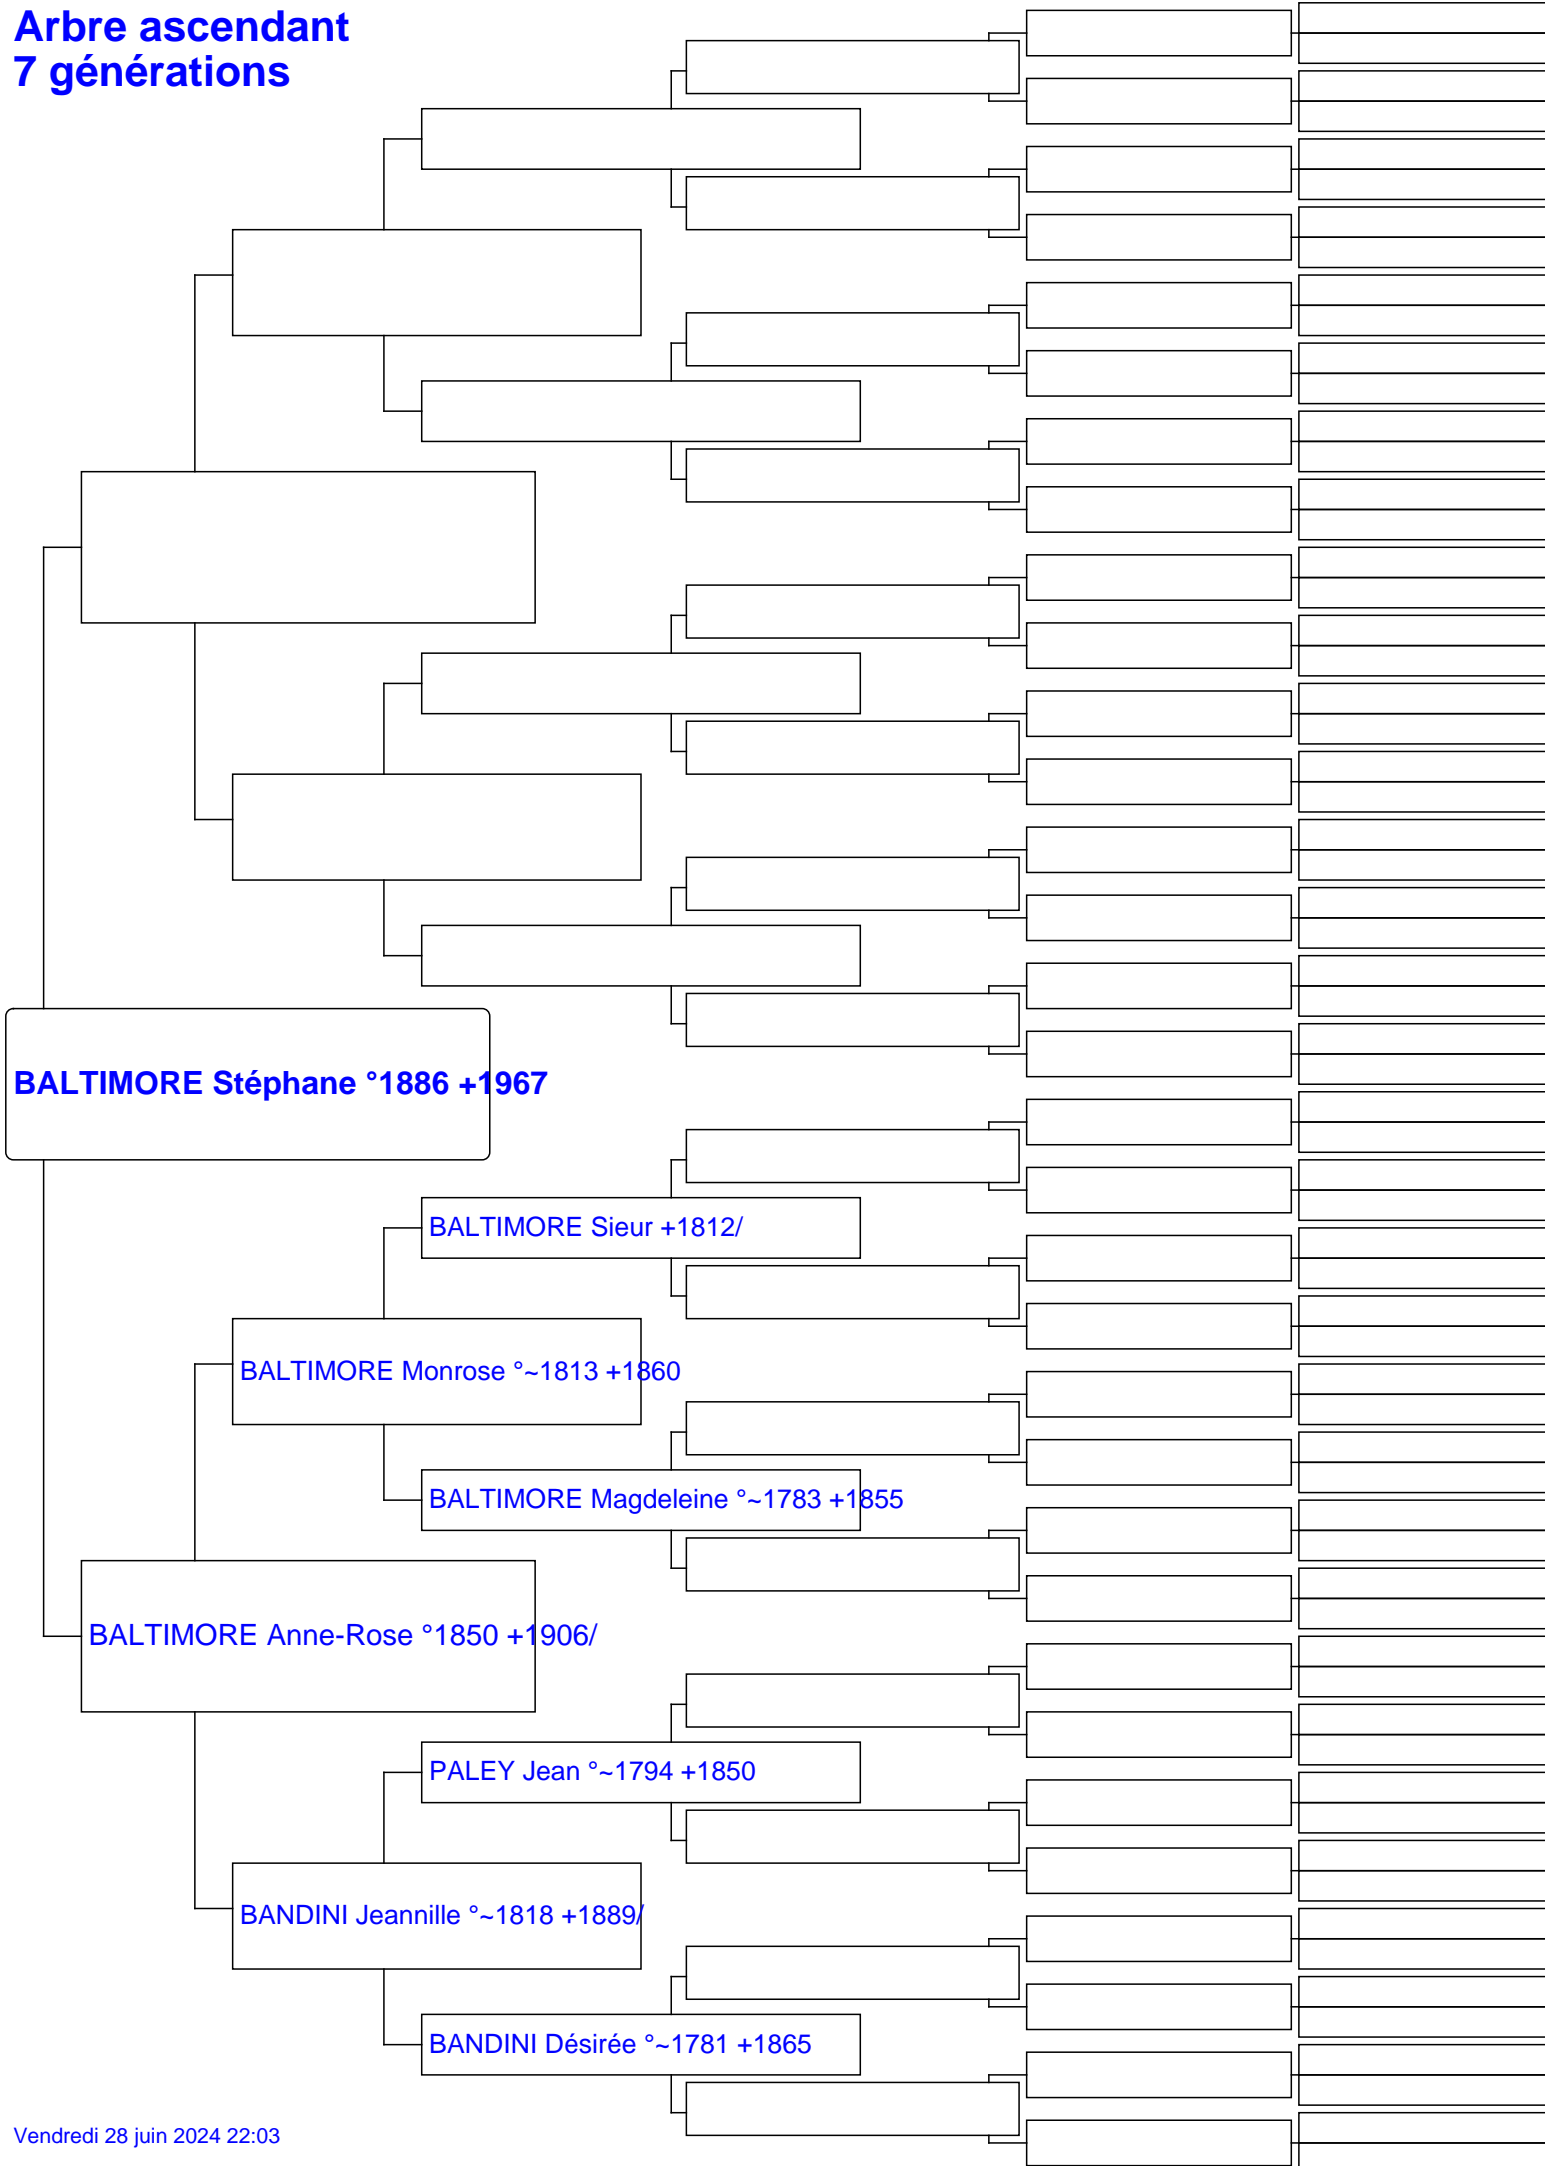 Arbre ascendant
7 générations
BALTIMORE Stéphane °1886 +1967
BALTIMORE Sieur +1812/
BALTIMORE Monrose °~1813 +1860
BALTIMORE Magdeleine °~1783 +1855
BALTIMORE Anne-Rose °1850 +1906/
PALEY Jean °~1794 +1850
BANDINI Jeannille °~1818 +1889/
BANDINI Désirée °~1781 +1865
Vendredi 28 juin 2024 22:03